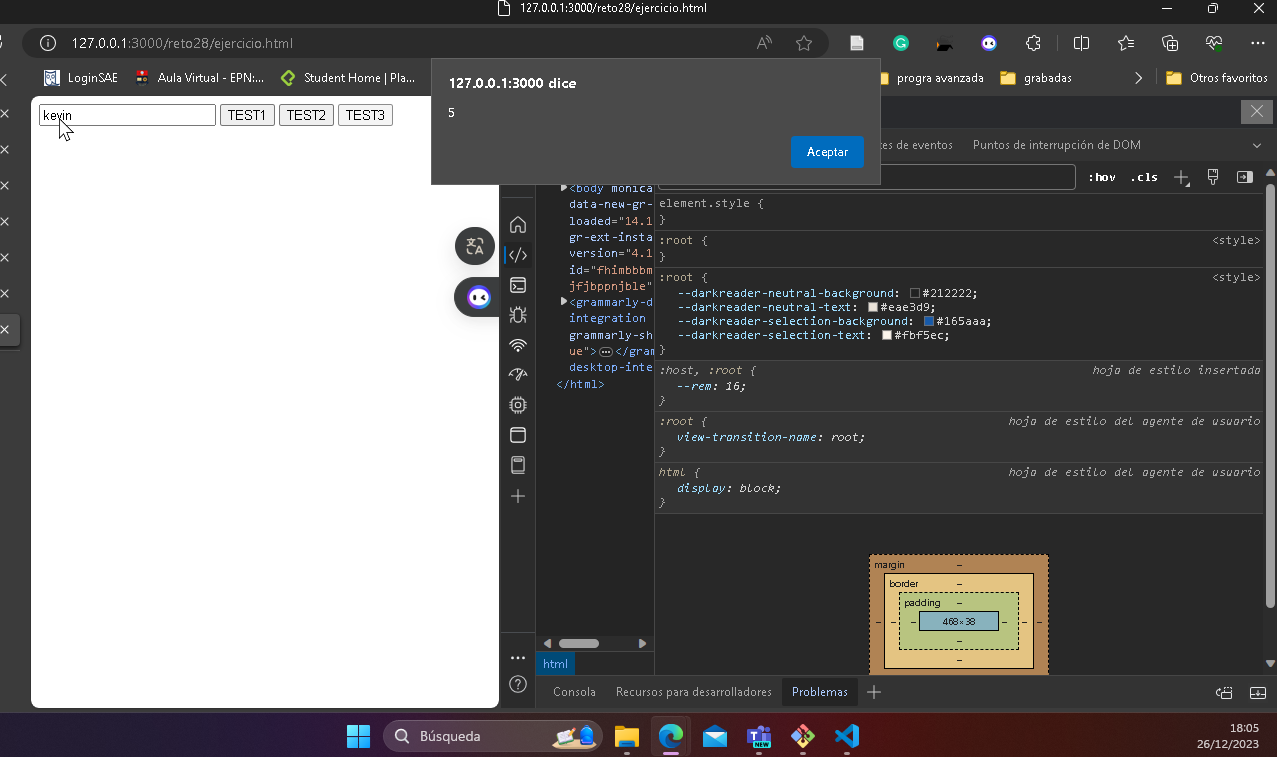 127.0.0.1:3000/reto28/ejercicio.html
127.0.0.1:3000/reto28/ejercicio.html
LoginSAE
Aula Virtual - EPN:...
Student Home | Pla...
progra avanzada
grabadas
Otros favoritos
127.0.0.1:3000 dice
5
Aceptar
kevin
TEST1
TEST2
TEST3
de eventos
Puntos de interrupción de DOM
:hov
.cls
<body monica
data-new-gr-
loaded="14.1
gr-ext-insta
version="4.1
id="fhimbbbm
jfjbppnjble"
<grammarly-d
integration
grammarly-sh
ue">…</gram
desktop-inte
</html>
element.style {
}
:root { <style>
}
:root { <style>
--darkreader-neutral-background: #212222;
--darkreader-neutral-text: #eae3d9;
--darkreader-selection-background: #165aaa;
--darkreader-selection-text: #fbf5ec;
}
:host, :root { hoja de estilo insertada
--rem: 16;
}
:root { hoja de estilo del agente de usuario
view-transition-name: root;
}
html { hoja de estilo del agente de usuario
display: block;
}
margin –
border –
padding –
– – – 468×38 – – –
–
–
html
Consola
Recursos para desarrolladores
Problemas
Búsqueda
NEW
18:05
26/12/2023